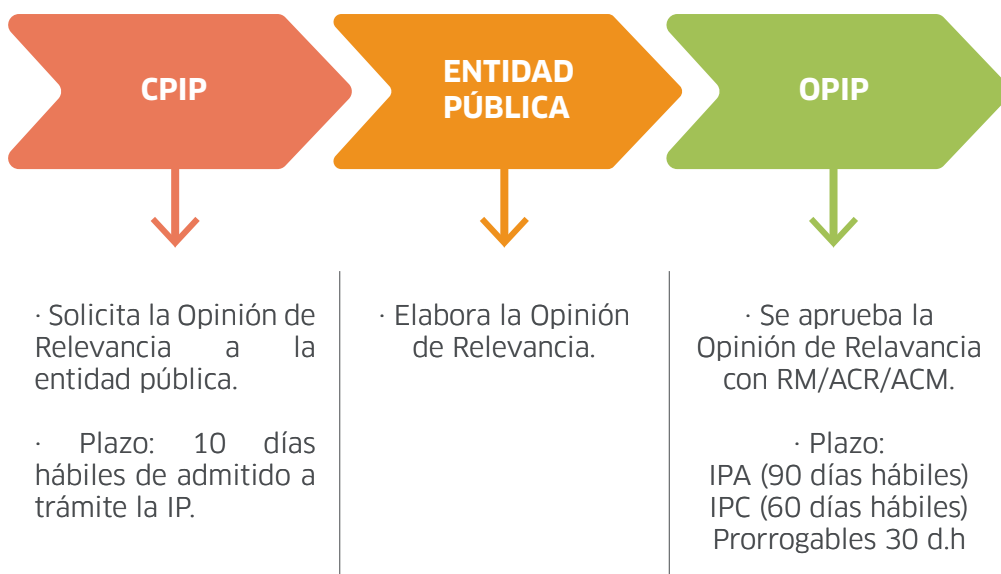 CPIP
· Solicita la Opinión de
Relevancia a la
entidad pública.
· Plazo: 10 días
hábiles de admitido a
trámite la IP.
ENTIDAD
PÚBLICA
· Elabora la Opinión
de Relevancia.
OPIP
· Se aprueba la
Opinión de Relavancia
con RM/ACR/ACM.
· Plazo:
IPA (90 días hábiles)
IPC (60 días hábiles)
Prorrogables 30 d.h